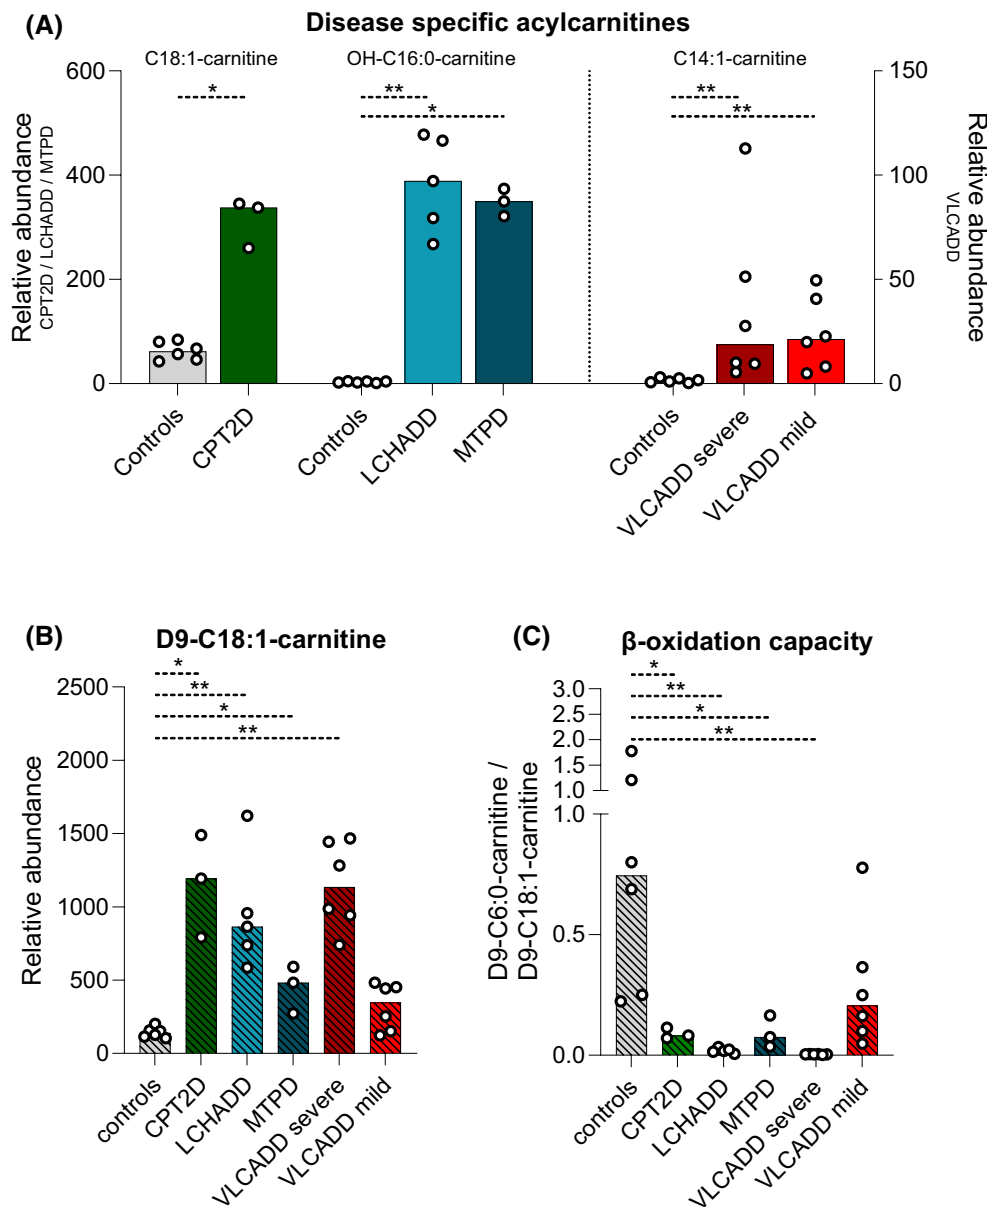 (A)
Disease specific acylcarnitines
C18:1-carnitine
OH-C16:0-carnitine
C14:1-carnitine
Relative abundance
CPT2D / LCHADD / MTPD
600
400
200
0
*
**
*
**
**
150
100
50
0
Relative abundance
VLCADD
Controls
CPT2D
Controls
LCHADD
MTPD
Controls
VLCADD severe
VLCADD mild
(B)
D9-C18:1-carnitine
Relative abundance
2500
2000
1500
1000
500
0
*
**
*
**
controls
CPT2D
LCHADD
MTPD
VLCADD severe
VLCADD mild
(C)
β-oxidation capacity
D9-C6:0-carnitine /
D9-C18:1-carnitine
3.0
2.5
2.0
1.5
1.0
1.0
0.5
0.0
*
**
*
**
controls
CPT2D
LCHADD
MTPD
VLCADD severe
VLCADD mild